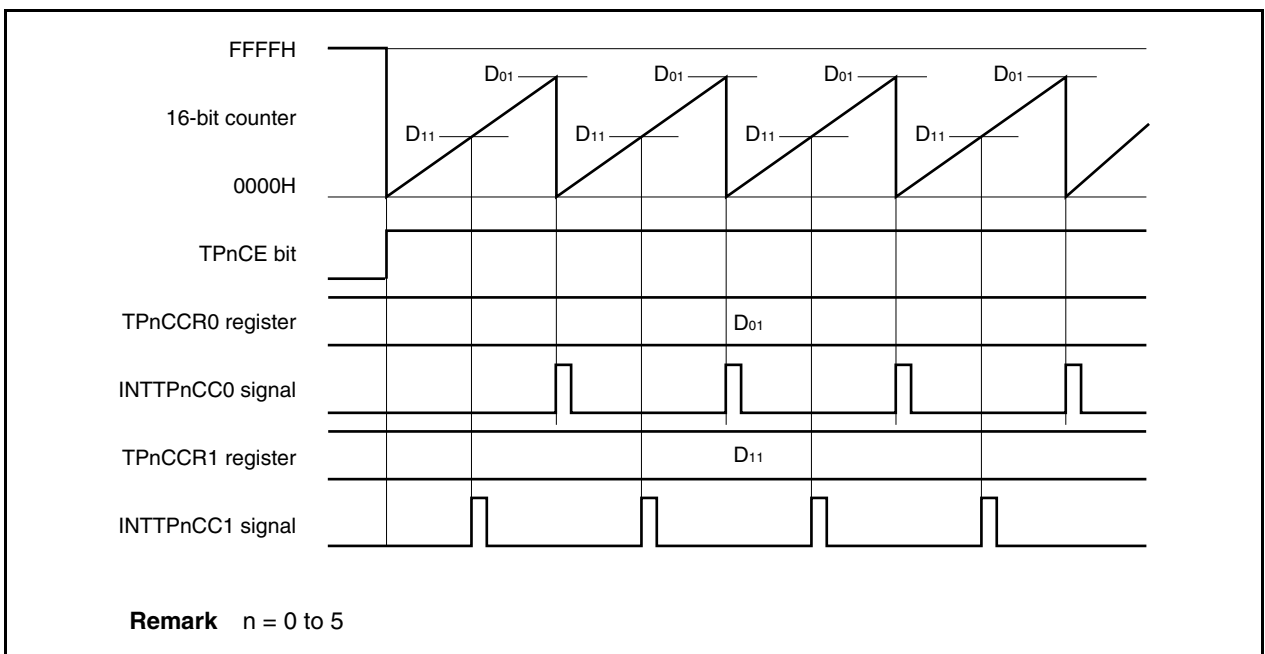 FFFFH
D01 D01 D01 D01
16-bit counter
D11 D11 D11 D11
0000H
TPnCE bit
TPnCCR0 register
D01
INTTPnCC0 signal
TPnCCR1 register
D11
INTTPnCC1 signal
Remark n = 0 to 5